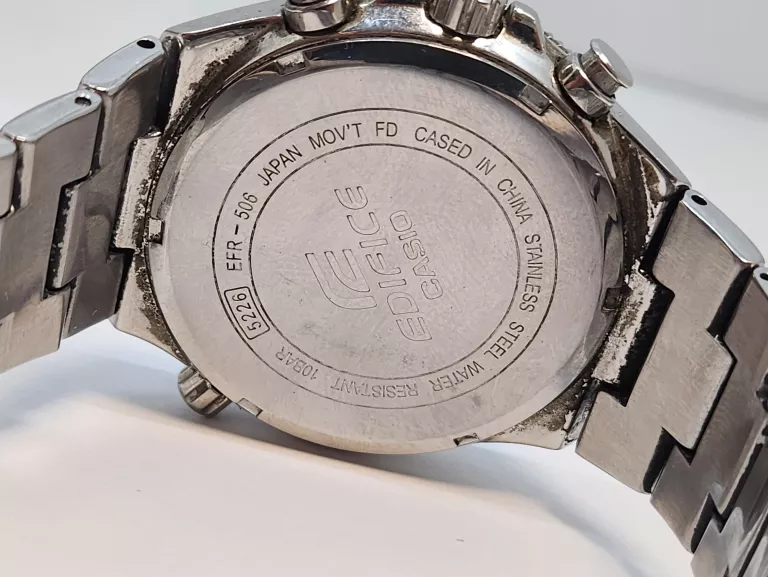 5226 EFR-506 JAPAN MOV'T FD CASED IN CHINA STAINLESS STEEL WATER RESISTANT 10BAR
EDIFICE
CASIO